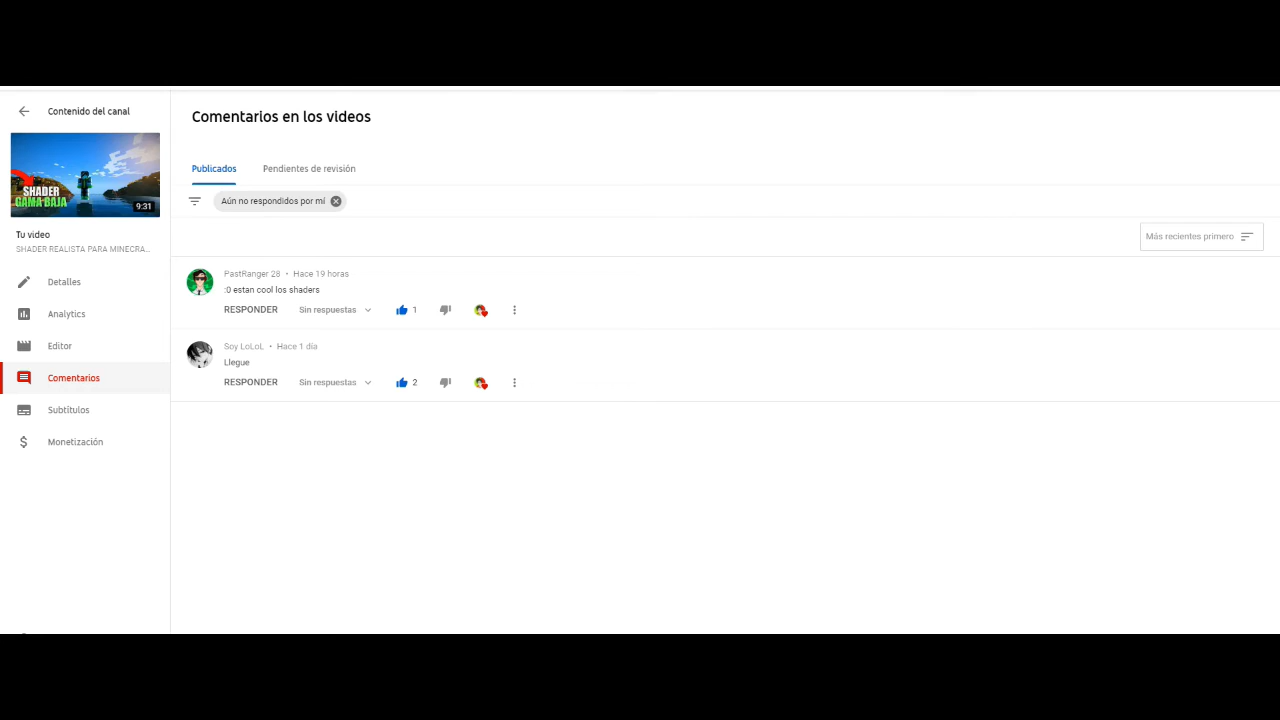 Contenido del canal
SHADER
GAMA BAJA
9:31
Tu video
SHADER REALISTA PARA MINECRA...
Detalles
Analytics
Editor
Comentarios
Subtítulos
Monetización
Comentarios en los videos
Publicados Pendientes de revisión
Aún no respondidos por mí
Más recientes primero
PastRanger 28 • Hace 19 horas
:0 estan cool los shaders
RESPONDER Sin respuestas 1
Soy LoLoL • Hace 1 día
Llegue
RESPONDER Sin respuestas 2